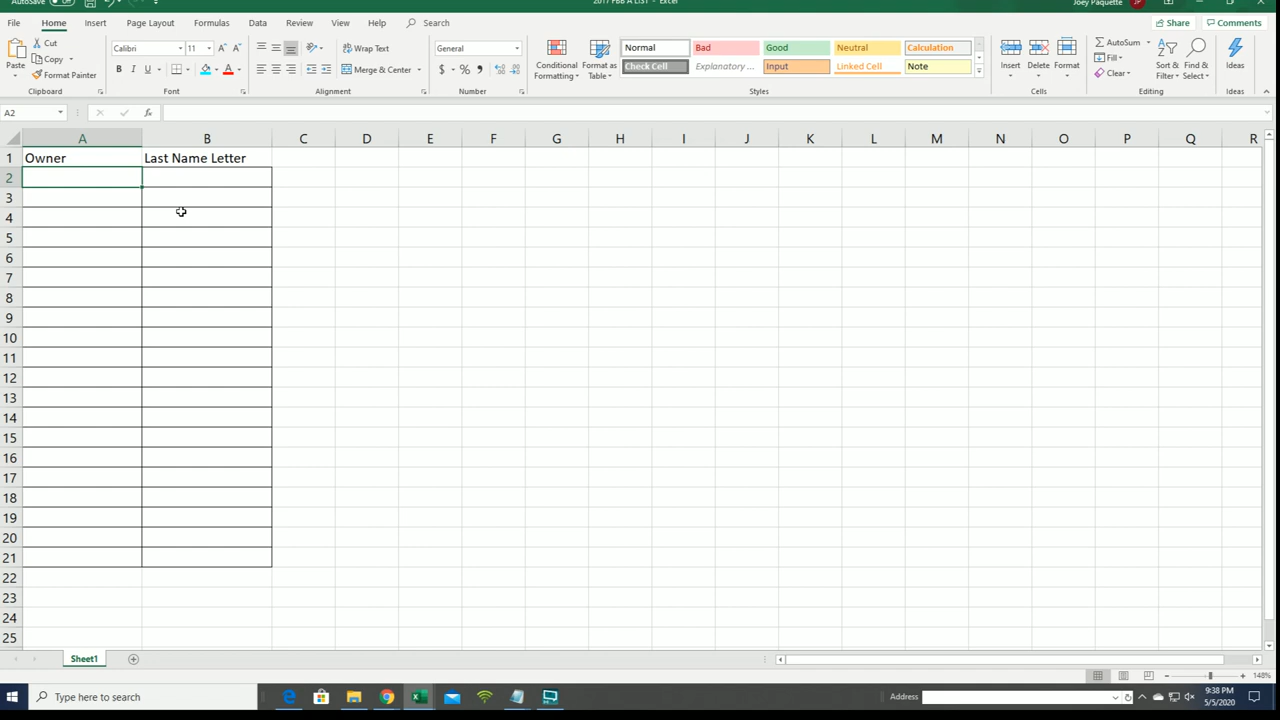 AutoSave Off 2017 FBB A LIST - Excel Joey Paquette JP
File Home Insert Page Layout Formulas Data Review View Help Search Share Comments
Paste Cut Copy Format Painter Clipboard
Calibri 11 A A B I U A Font
Wrap Text Merge & Center Alignment
General $ % , Number
Conditional Formatting Format as Table
Normal Bad Good Neutral Calculation
Check Cell Explanatory ... Input Linked Cell Note
Styles
Insert Delete Format Cells
AutoSum Fill Clear Sort & Filter Find & Select Editing
Ideas Ideas
A2 fx
A B C D E F G H I J K L M N O P Q R
1 Owner Last Name Letter
2
3
4
5
6
7
8
9
10
11
12
13
14
15
16
17
18
19
20
21
22
23
24
25
Sheet1
148%
Type here to search Address 9:38 PM
5/5/2020